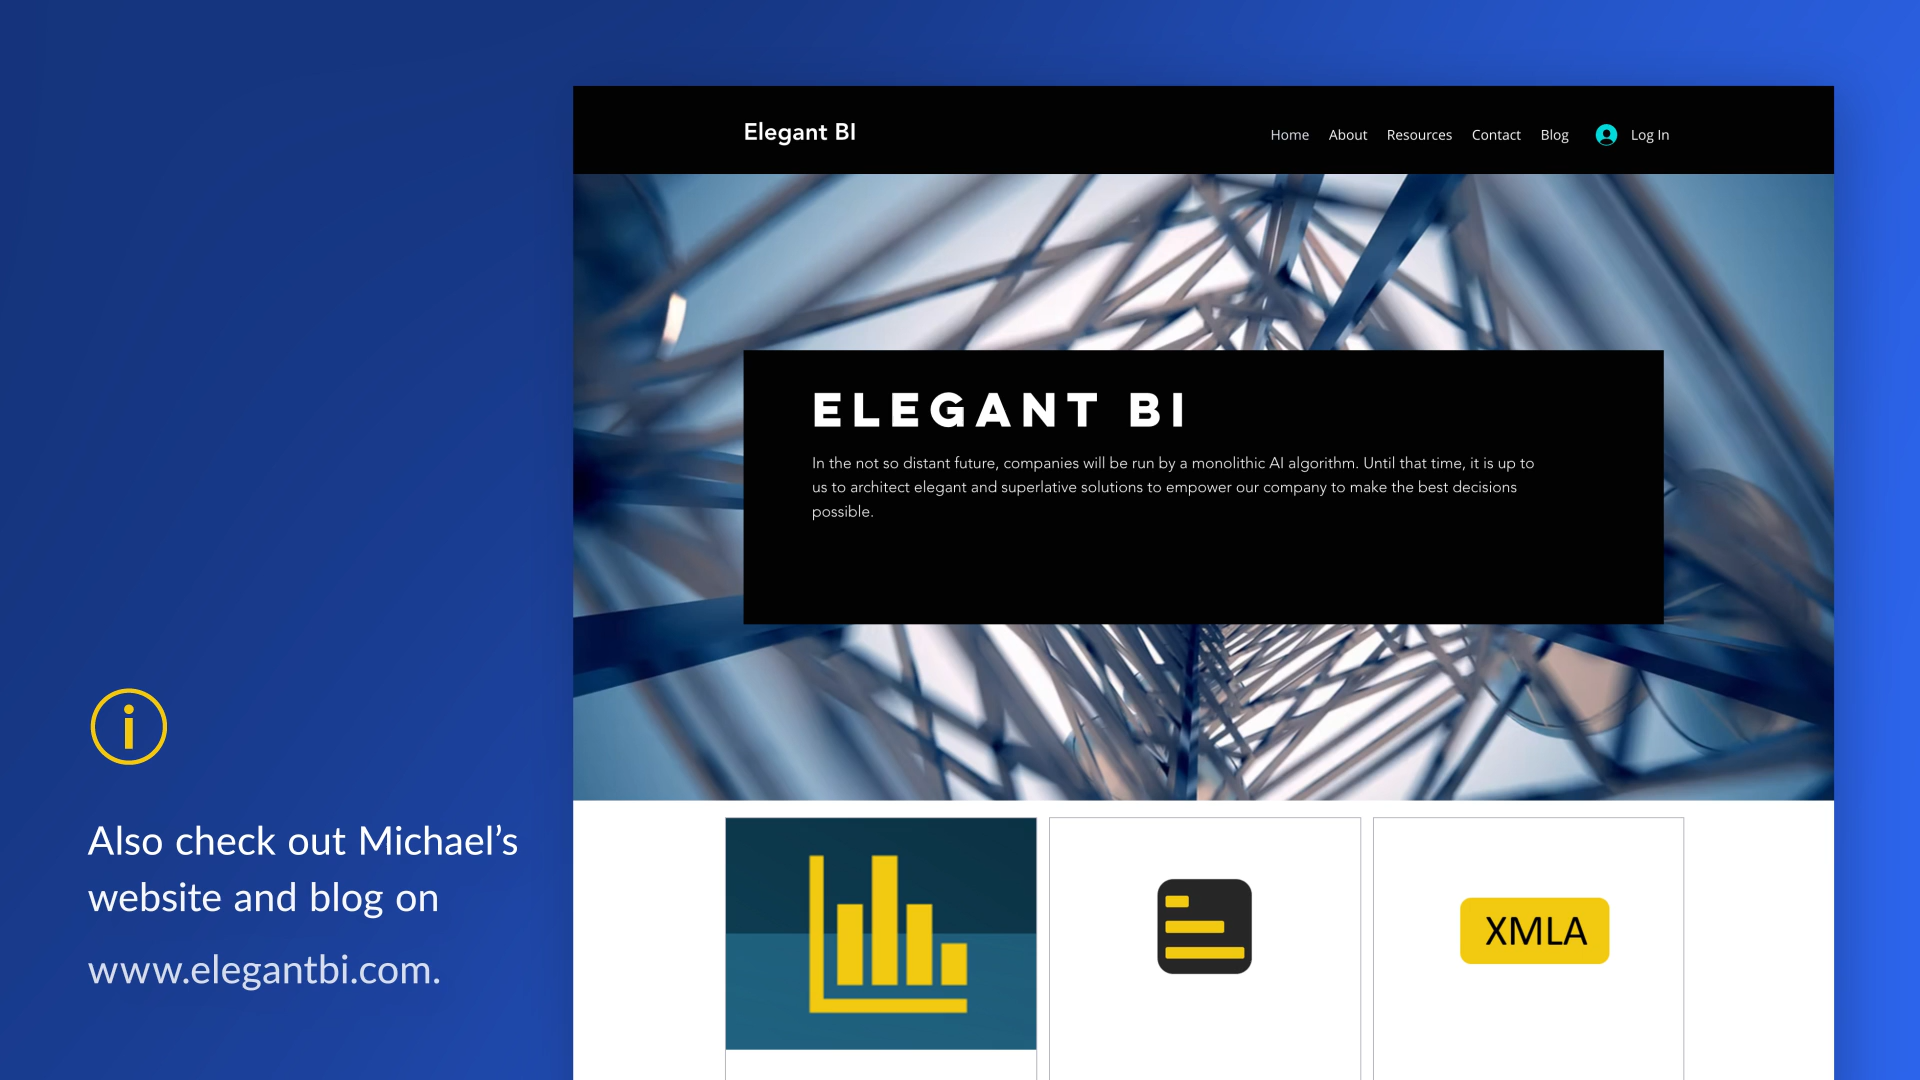 Elegant BI
Home About Resources Contact Blog Log In
ELEGANT BI
In the not so distant future, companies will be run by a monolithic AI algorithm. Until that time, it is up to
us to architect elegant and superlative solutions to empower our company to make the best decisions
possible.
i
Also check out Michael’s
website and blog on
www.elegantbi.com.
XMLA